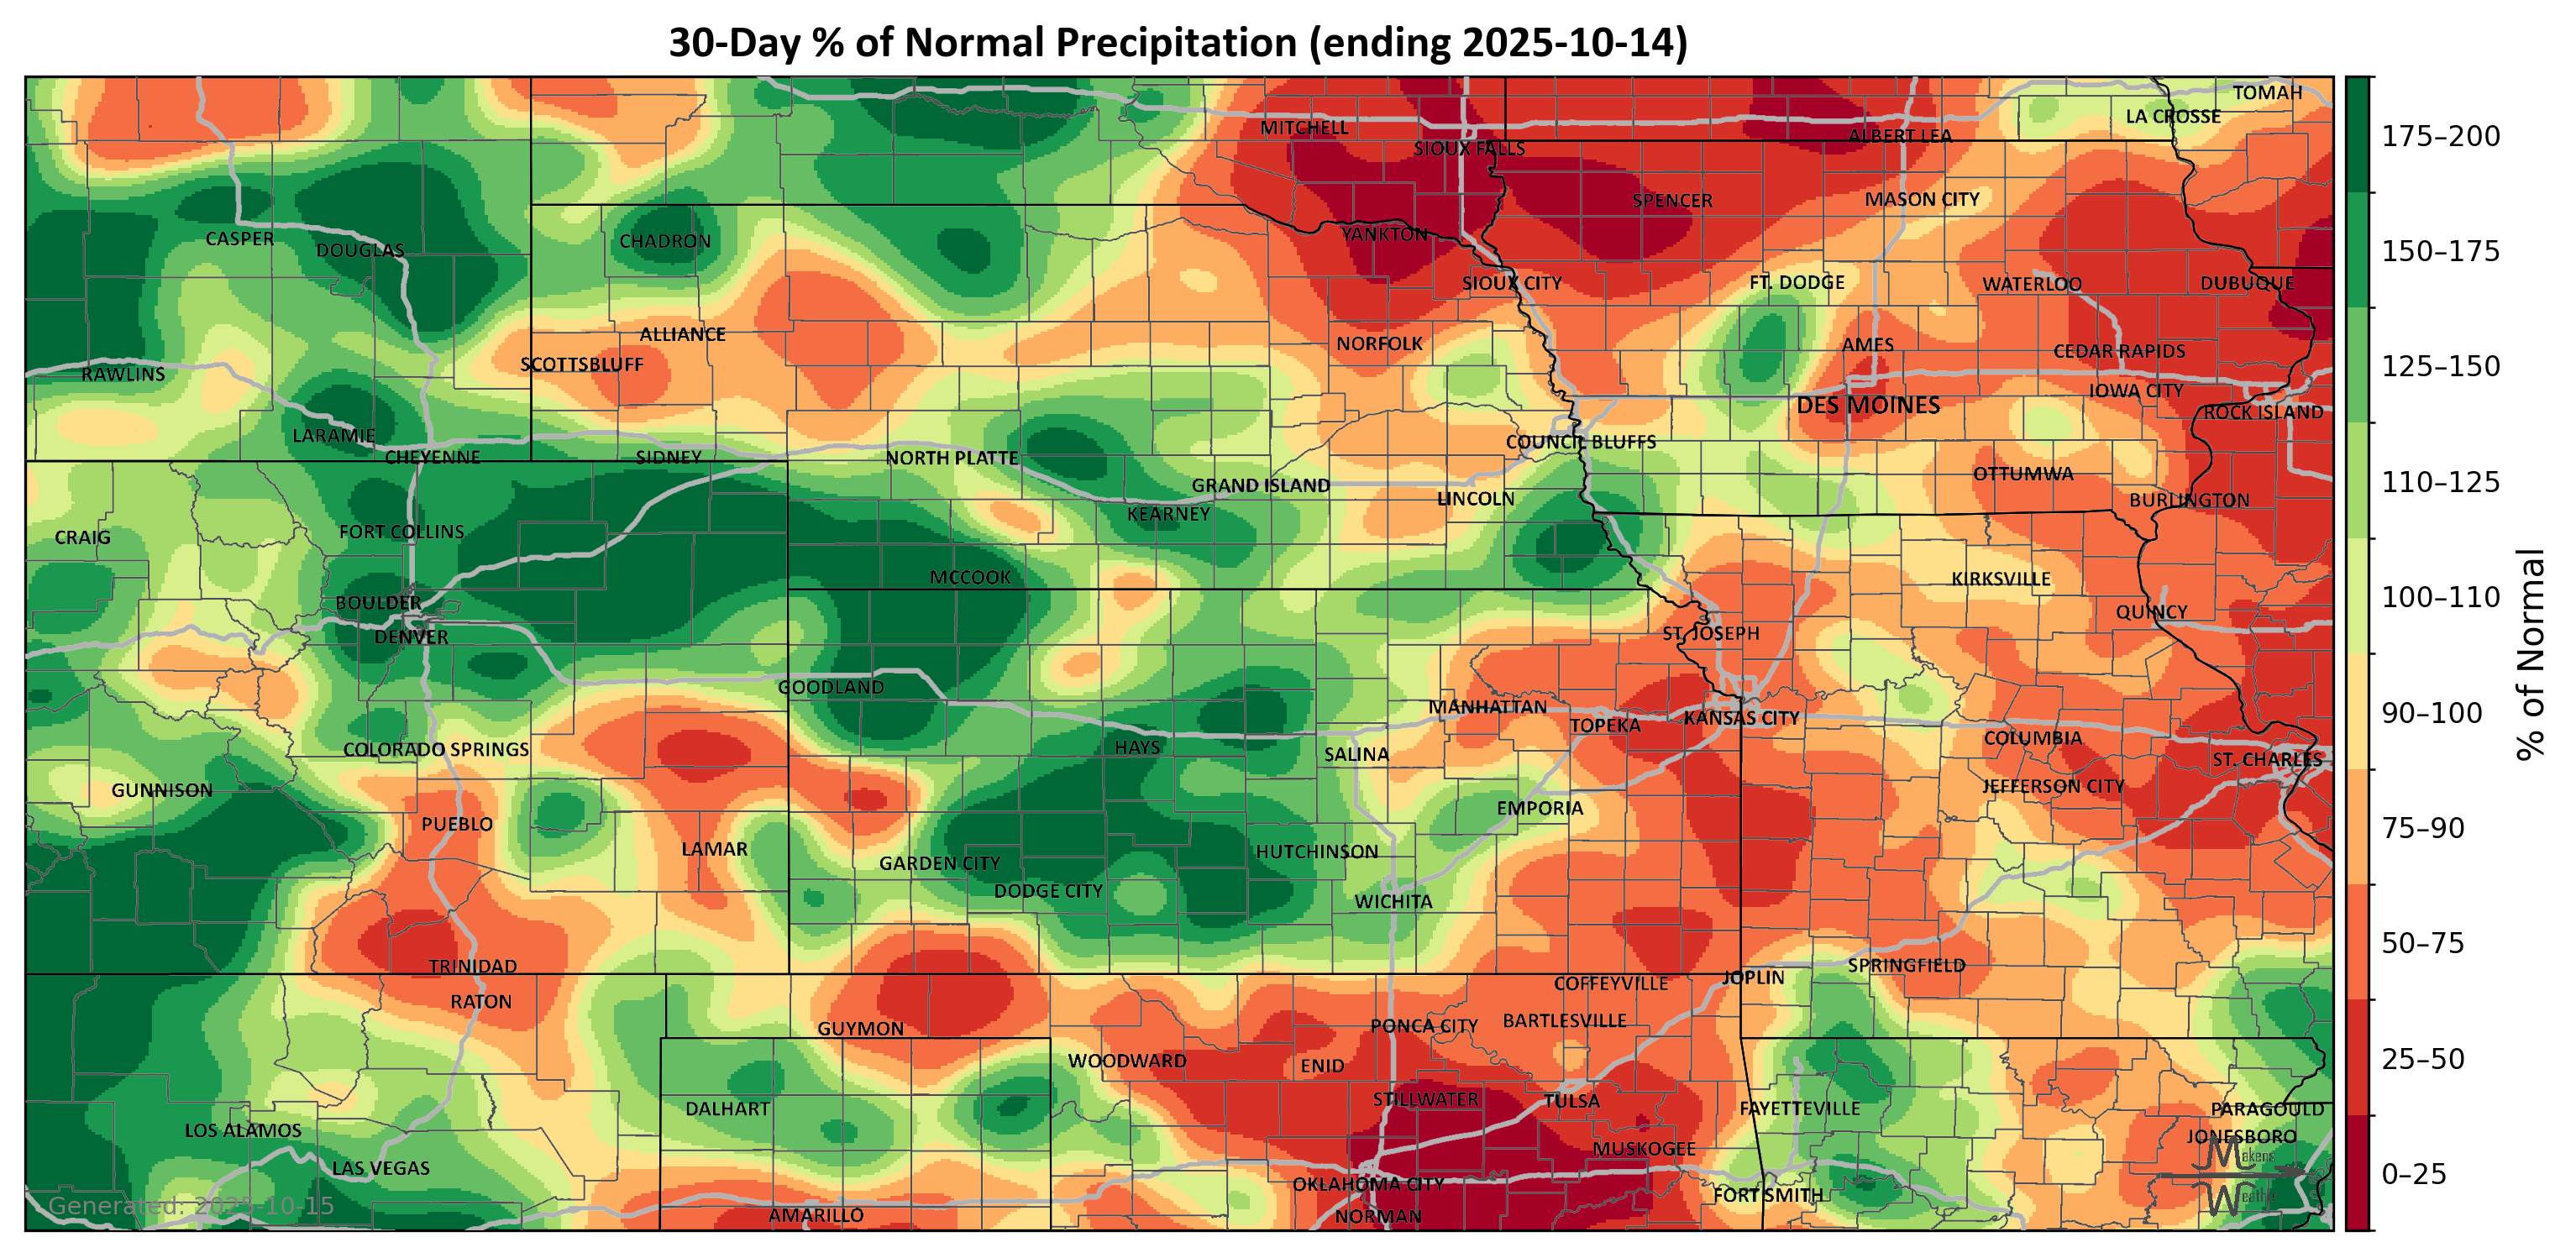 30-Day % of Normal Precipitation (ending 2025-10-14)
TOMAH
LA CROSSE
MITCHELL
ALBERT LEA
SIOUX FALLS
SPENCER
MASON CITY
CASPER
DOUGLAS
CHADRON
YANKTON
SIOUX CITY
FT. DODGE
WATERLOO
DUBUQUE
ALLIANCE
NORFOLK
AMES
CEDAR RAPIDS
SCOTTSBLUFF
RAWLINS
IOWA CITY
DES MOINES
ROCK ISLAND
LARAMIE
COUNCIL BLUFFS
CHEYENNE
SIDNEY
NORTH PLATTE
OTTUMWA
GRAND ISLAND
LINCOLN
BURLINGTON
KEARNEY
FORT COLLINS
CRAIG
MCCOOK
KIRKSVILLE
BOULDER
QUINCY
DENVER
ST. JOSEPH
GOODLAND
MANHATTAN
TOPEKA
KANSAS CITY
COLUMBIA
COLORADO SPRINGS
HAYS
SALINA
ST. CHARLES
GUNNISON
JEFFERSON CITY
EMPORIA
PUEBLO
LAMAR
GARDEN CITY
HUTCHINSON
DODGE CITY
WICHITA
TRINIDAD
SPRINGFIELD
COFFEYVILLE
JOPLIN
RATON
GUYMON
PONCA CITY
BARTLESVILLE
WOODWARD
ENID
DALHART
STILLWATER
TULSA
FAYETTEVILLE
PARAGOULD
LOS ALAMOS
JONESBORO
MUSKOGEE
LAS VEGAS
OKLAHOMA CITY
FORT SMITH
AMARILLO
NORMAN
Generated: 2025-10-15
Makens
Weather
175–200
150–175
125–150
110–125
100–110
90–100
75–90
50–75
25–50
0–25
% of Normal